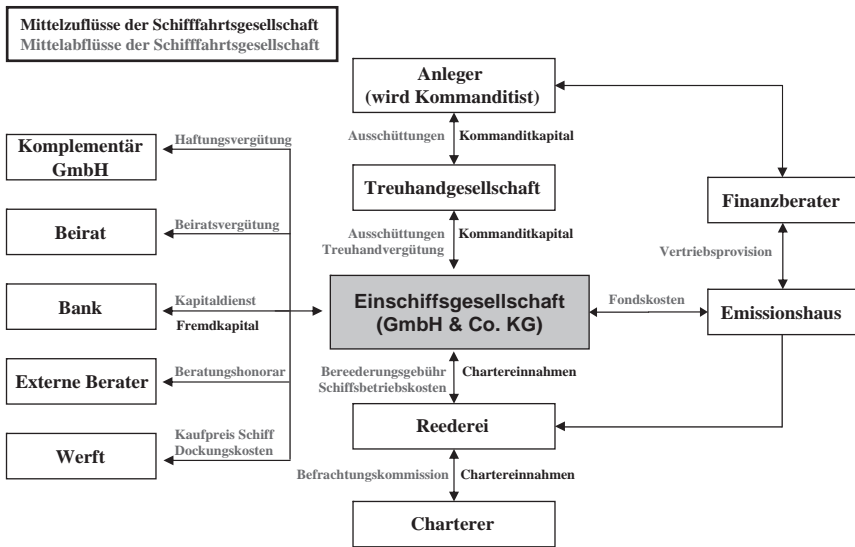 Mittelzuflüsse der Schifffahrtsgesellschaft
Mittelabflüsse der Schifffahrtsgesellschaft
Anleger
(wird Kommanditist)
Ausschüttungen
Kommanditkapital
Haftungsvergütung
Komplementär
GmbH
Treuhandgesellschaft
Finanzberater
Beiratsvergütung
Beirat
Ausschüttungen
Treuhandvergütung
Kommanditkapital
Vertriebsprovision
Bank
Kapitaldienst
Fremdkapital
Einschiffsgesellschaft
(GmbH & Co. KG)
Fondskosten
Emissionshaus
Externe Berater
Beratungshonorar
Bereederungsgebühr
Schiffsbetriebskosten
Chartereinnahmen
Reederei
Werft
Kaufpreis Schiff
Dockungskosten
Befrachtungskommission
Chartereinnahmen
Charterer